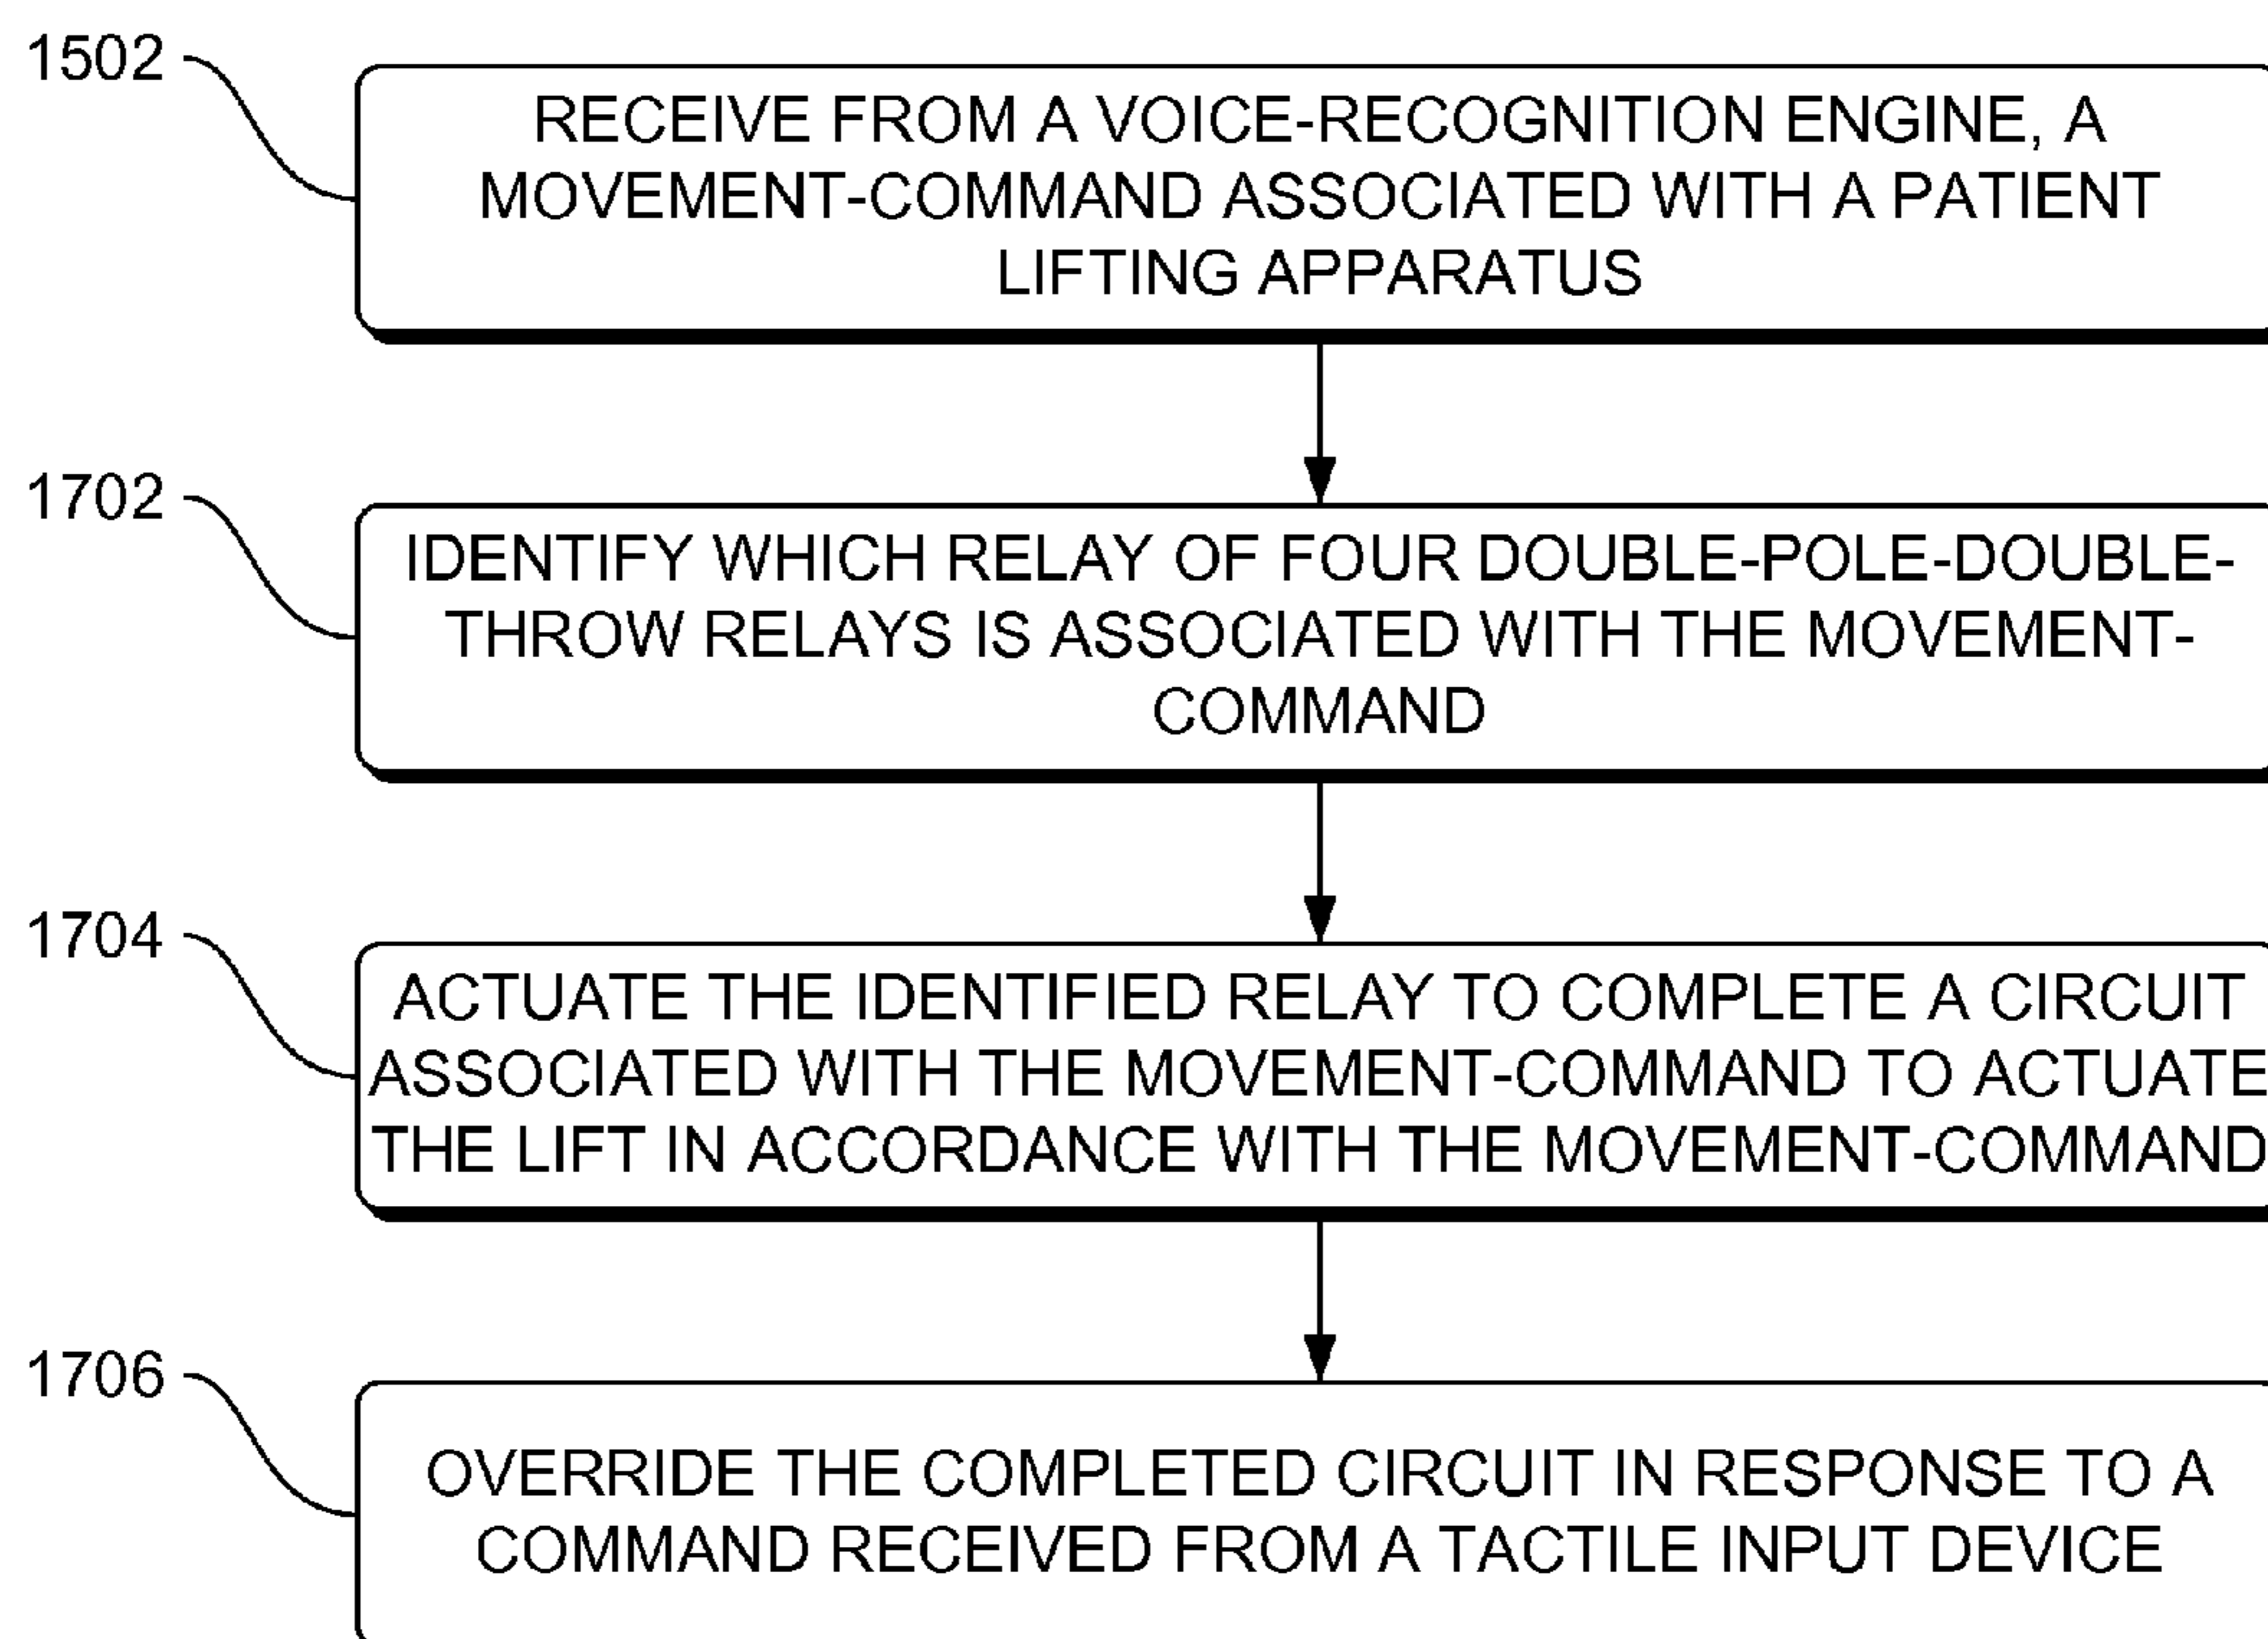 1502
RECEIVE FROM A VOICE-RECOGNITION ENGINE, A
MOVEMENT-COMMAND ASSOCIATED WITH A PATIENT
LIFTING APPARATUS
1702
IDENTIFY WHICH RELAY OF FOUR DOUBLE-POLE-DOUBLE-
THROW RELAYS IS ASSOCIATED WITH THE MOVEMENT-
COMMAND
1704
ACTUATE THE IDENTIFIED RELAY TO COMPLETE A CIRCUIT
ASSOCIATED WITH THE MOVEMENT-COMMAND TO ACTUATE
THE LIFT IN ACCORDANCE WITH THE MOVEMENT-COMMAND
1706
OVERRIDE THE COMPLETED CIRCUIT IN RESPONSE TO A
COMMAND RECEIVED FROM A TACTILE INPUT DEVICE